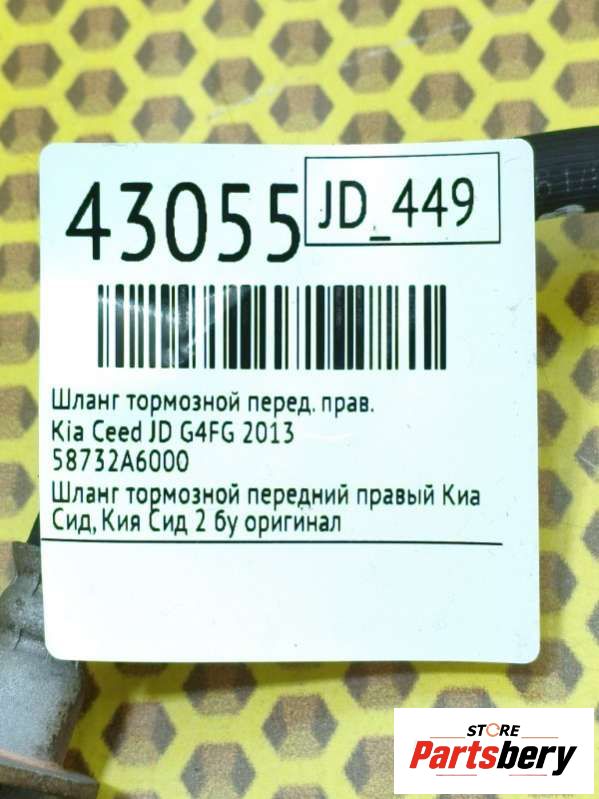 43055
JD_449
Шланг тормозной перед. прав.
Kia Ceed JD G4FG 2013
58732A6000
Шланг тормозной передний правый Киа
Сид, Кия Сид 2 бу оригинал
STORE
Partsbery